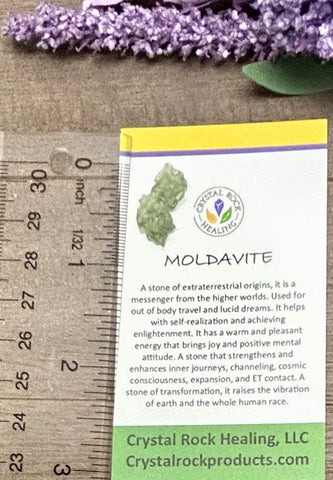 CRYSTAL ROCK
HEALING
MOLDAVITE
A stone of extraterrestrial origins, it is a
messenger from the higher worlds. Used for
out of body travel and lucid dreams. It helps
with self-realization and achieving
enlightenment. It has a warm and pleasant
energy that brings joy and positive mental
attitude. A stone that strengthens and
enhances inner journeys, channeling, cosmic
consciousness, expansion, and ET contact. A
stone of transformation, it raises the vibration
of earth and the whole human race.
Crystal Rock Healing, LLC
Crystalrockproducts.com
0
inch
1/32
1
2
3
30
29
28
27
26
25
24
23